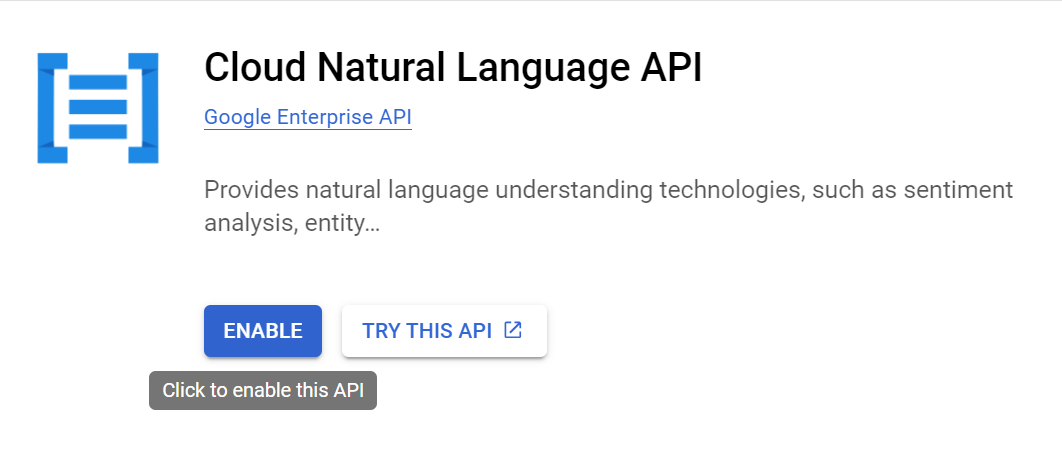 Cloud Natural Language API
Google Enterprise API
Provides natural language understanding technologies, such as sentiment
analysis, entity...
ENABLE
TRY THIS API
Click to enable this API